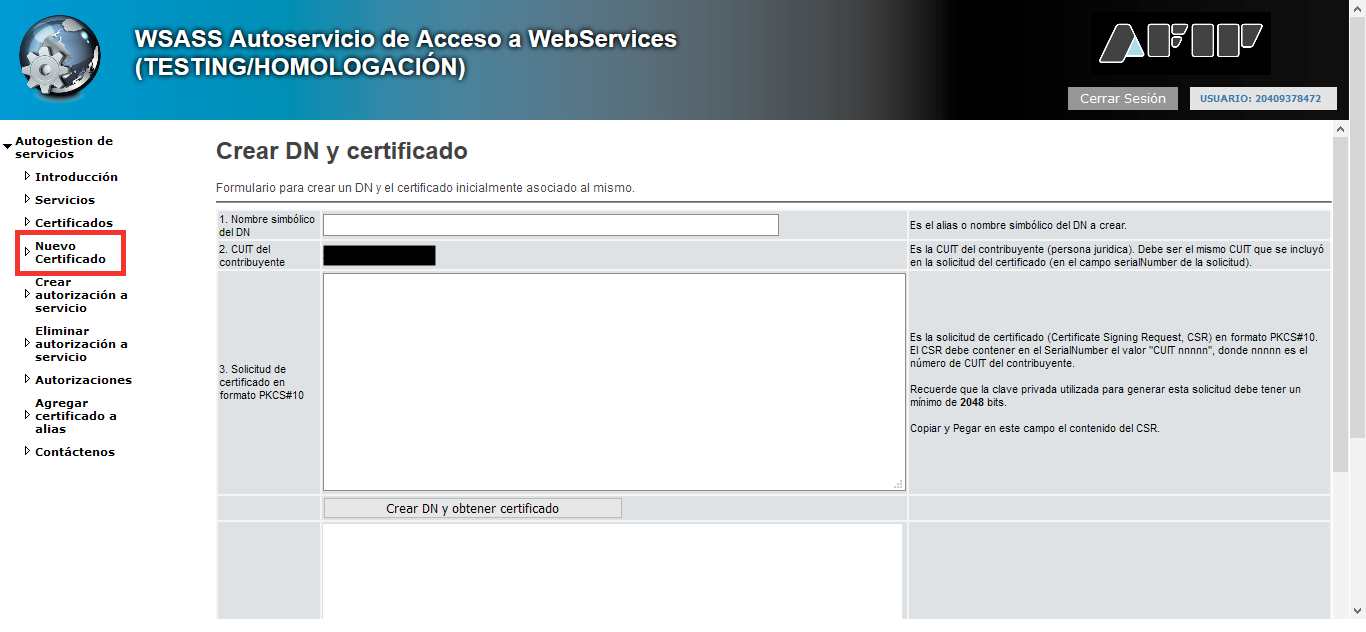 WSASS Autoservicio de Acceso a WebServices
(TESTING/HOMOLOGACIÓN)
AFIP
Cerrar Sesión
USUARIO: 20409378472
Autogestion de
servicios
Introducción
Servicios
Certificados
Nuevo
Certificado
Crear
autorización a
servicio
Eliminar
autorización a
servicio
Autorizaciones
Agregar
certificado a
alias
Contáctenos
Crear DN y certificado
Formulario para crear un DN y el certificado inicialmente asociado al mismo.
1. Nombre simbólico
del DN
Es el alias o nombre simbólico del DN a crear.
2. CUIT del
contribuyente
Es la CUIT del contribuyente (persona juridica). Debe ser el mismo CUIT que se incluyó
en la solicitud del certificado (en el campo serialNumber de la solicitud).
3. Solicitud de
certificado en
formato PKCS#10
Es la solicitud de certificado (Certificate Signing Request, CSR) en formato PKCS#10.
El CSR debe contener en el SerialNumber el valor "CUIT nnnnn", donde nnnnn es el
número de CUIT del contribuyente.
Recuerde que la clave privada utilizada para generar esta solicitud debe tener un
mínimo de 2048 bits.
Copiar y Pegar en este campo el contenido del CSR.
Crear DN y obtener certificado